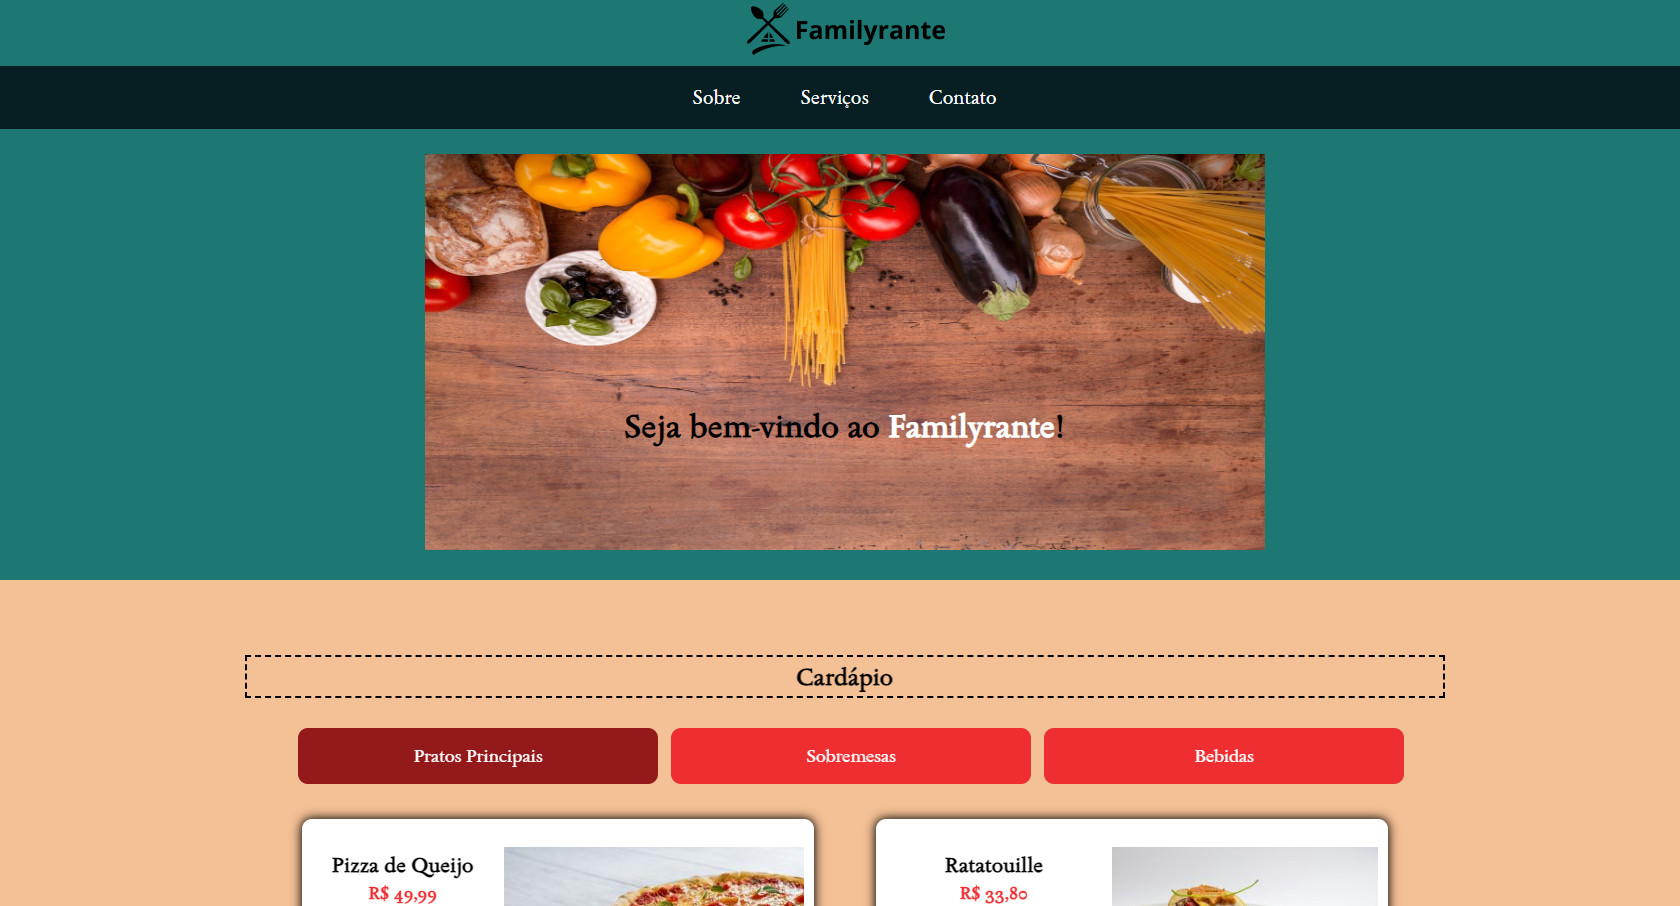 Familyrante
Sobre Serviços Contato
Seja bem-vindo ao Familyrante!
Cardápio
Pratos Principais Sobremesas Bebidas
Pizza de Queijo
R$ 49,99
Ratatouille
R$ 33,80